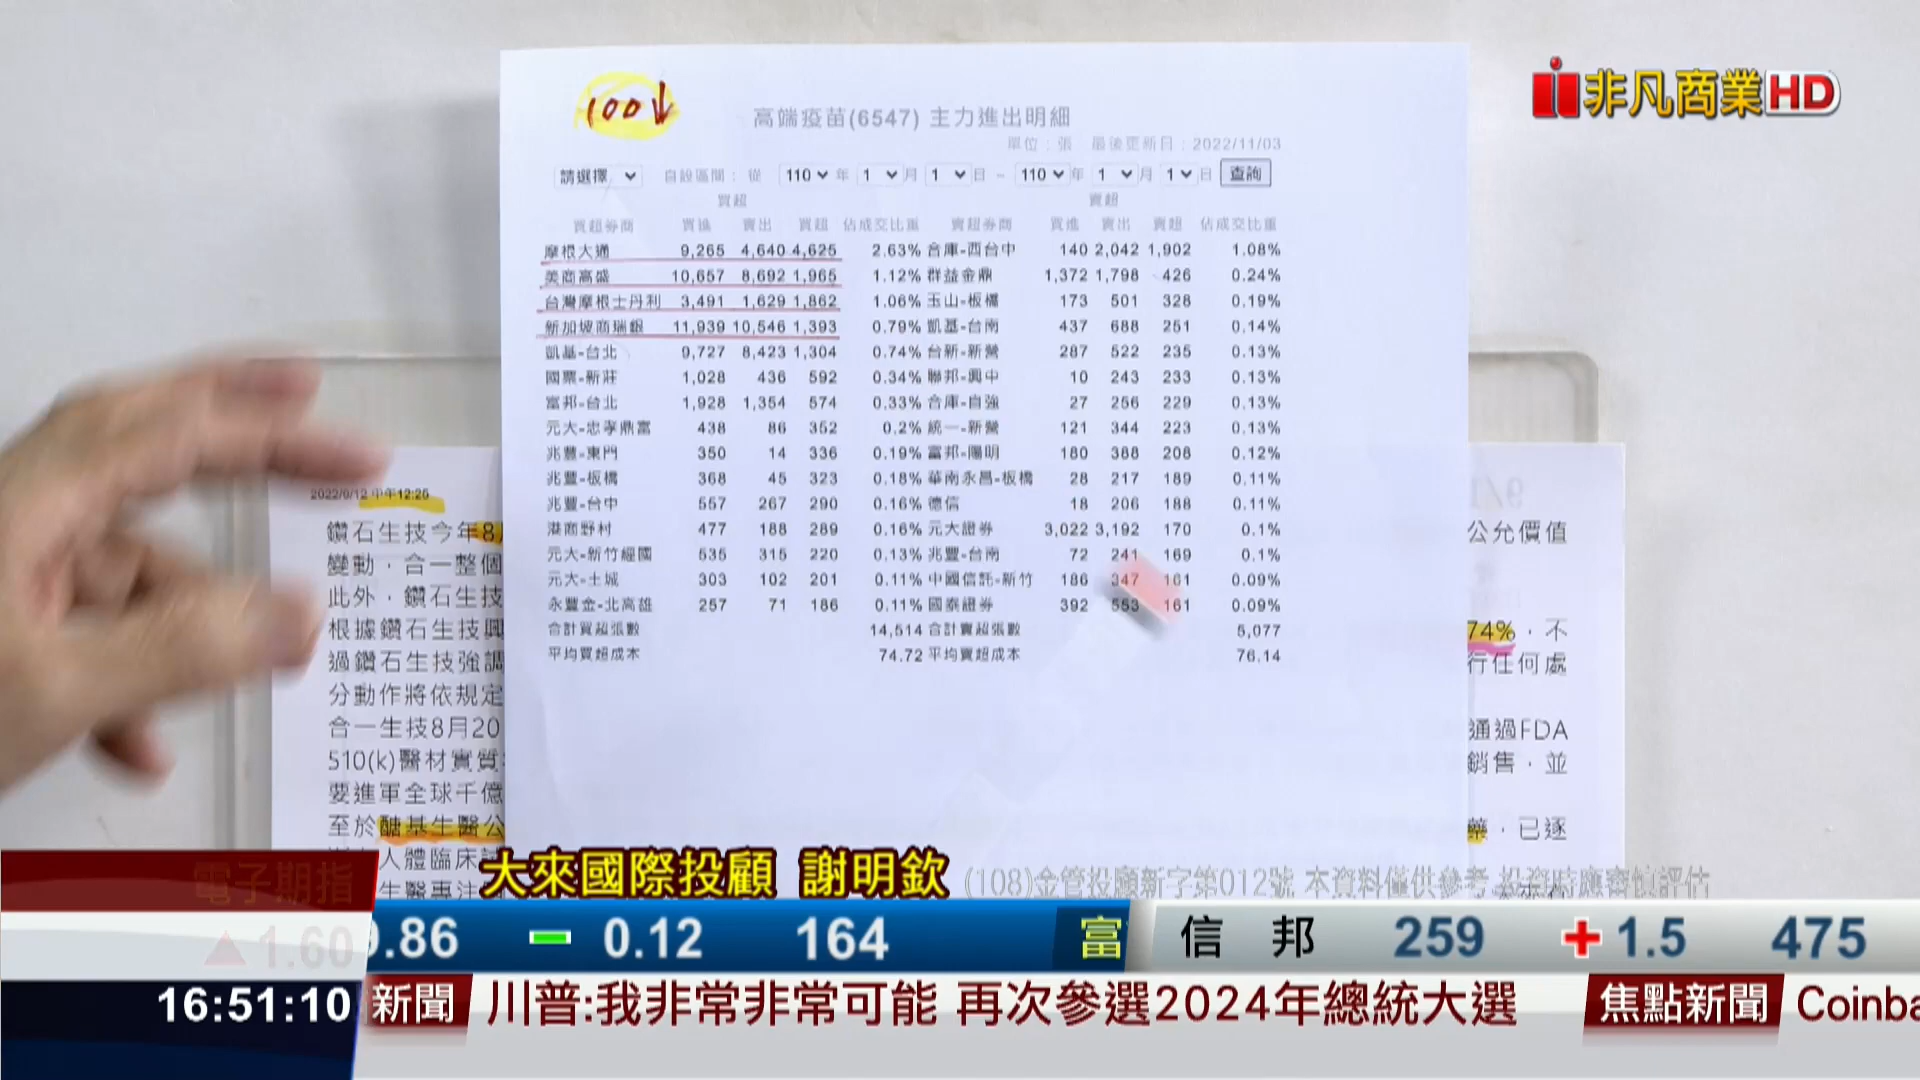 非凡商業HD
100↓
高端疫苗(6547) 主力進出明細
單位：張 最後更新日：2022/11/03
請選擇 自設區間：從 110 年 1 月 1 日 ~ 110 年 1 月 1 日 查詢
買超 賣超
買超券商 買進 賣出 買超 佔成交比重 賣超券商 買進 賣出 賣超 佔成交比重
摩根大通 9,265 4,640 4,625 2.63% 合庫-西台中 140 2,042 1,902 1.08%
美商高盛 10,657 8,692 1,965 1.12% 群益金鼎 1,372 1,798 426 0.24%
台灣摩根士丹利 3,491 1,629 1,862 1.06% 玉山-板橋 173 501 328 0.19%
新加坡商瑞銀 11,939 10,546 1,393 0.79% 凱基-台南 437 688 251 0.14%
凱基-台北 9,727 8,423 1,304 0.74% 台新-新營 287 522 235 0.13%
國票-新莊 1,028 436 592 0.34% 聯邦-興中 10 243 233 0.13%
富邦-台北 1,928 1,354 574 0.33% 合庫-自強 27 256 229 0.13%
元大-忠孝鼎富 438 86 352 0.2% 統一-新營 121 344 223 0.13%
兆豐-東門 350 14 336 0.19% 富邦-陽明 180 388 208 0.12%
兆豐-板橋 368 45 323 0.18% 華南永昌-板橋 28 217 189 0.11%
兆豐-台中 557 267 290 0.16% 德信 18 206 188 0.11%
港商野村 477 188 289 0.16% 元大證券 3,022 3,192 170 0.1%
元大-新竹經國 535 315 220 0.13% 兆豐-台南 72 241 169 0.1%
元大-土城 303 102 201 0.11% 中國信託-新竹 186 347 161 0.09%
永豐金-北高雄 257 71 186 0.11% 國泰證券 392 553 161 0.09%
合計買超張數 14,514 合計賣超張數 5,077
平均買超成本 74.72 平均賣超成本 76.14
2022/9/12 中午12:25
鑽石生技今年8 公允價值
變動，合一整個
此外，鑽石生技
根據鑽石生技興 74%，不
過鑽石生技強調 行任何處
分動作將依規定
合一生技8月20 通過FDA
510(k)醫材實質 銷售，並
要進軍全球千億
至於醣基生醫公 藥，已逐
人體臨床
生醫專注
大來國際投顧 謝明欽 (108)金管投顧新字第012號 本資料僅供參考 投資時應審慎評估
電子期指
▲1.60 .86 0.12 164 富 信邦 259 +1.5 475
16:51:10 新聞 川普:我非常非常可能 再次參選2024年總統大選 焦點新聞 Coinba